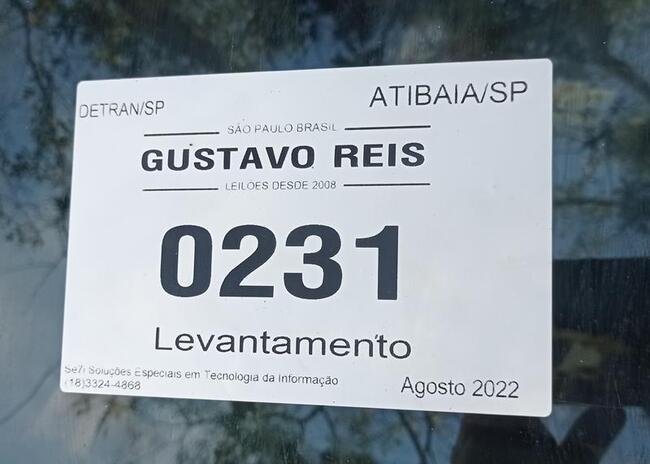 DETRAN/SP
ATIBAIA/SP
SÃO PAULO BRASIL
GUSTAVO REIS
LEILÕES DESDE 2008
0231
Levantamento
Se7i Soluções Especiais em Tecnologia da Informação
(18)3324-4868
Agosto 2022